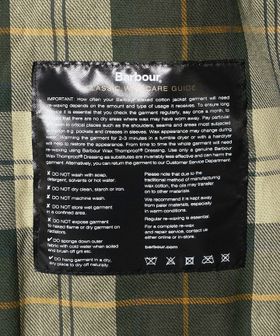 Barbour
CLASSIC WAX CARE GUIDE
IMPORTANT: How often your Barbour waxed cotton jacket garment will need
re-waxing depends on the amount and type of usage it receives. To ensure long
it is essential that you check the garment regularly, say once a month, to
that there are no dry areas where wax may have worn away. Pay particular
to critical places such as the shoulders, seams and areas most subjected
e.g. pockets and creases in sleeves. Wax appearance may change during
Warming the garment for 2-3 minutes in a tumble dryer or with a hairdryer
will help to restore the appearance. From time to time the whole garment will need
re-waxing using Barbour Wax Thornproof® Dressing. Use only a genuine Barbour
Wax Thornproof® Dressing as substitutes are invariably less effective and can harm the
garment. Alternatively, you can return the garment to our Customer Service Department.
✗ DO NOT wash with soap,
detergent, solvents or hot water.
✗ DO NOT dry clean, starch or iron.
✗ DO NOT machine wash.
✗ DO NOT store wet garment
in a confined area.
✗ DO NOT expose garment
to naked flame or dry garment on
radiators.
✓ DO sponge down outer
fabric with cold water when soiled
and brush off grit etc.
✓ DO hang garment in a dry,
airy place to dry off naturally.
Please note that due to the
traditional method of manufacturing
wax cotton, the oils may transfer
on to other materials.
We recommend it is kept away
from paler materials, especially
in warm conditions.
Regular re-waxing is essential.
For a complete re-wax
and repair service, contact us
either online or by phone.
barbour.com